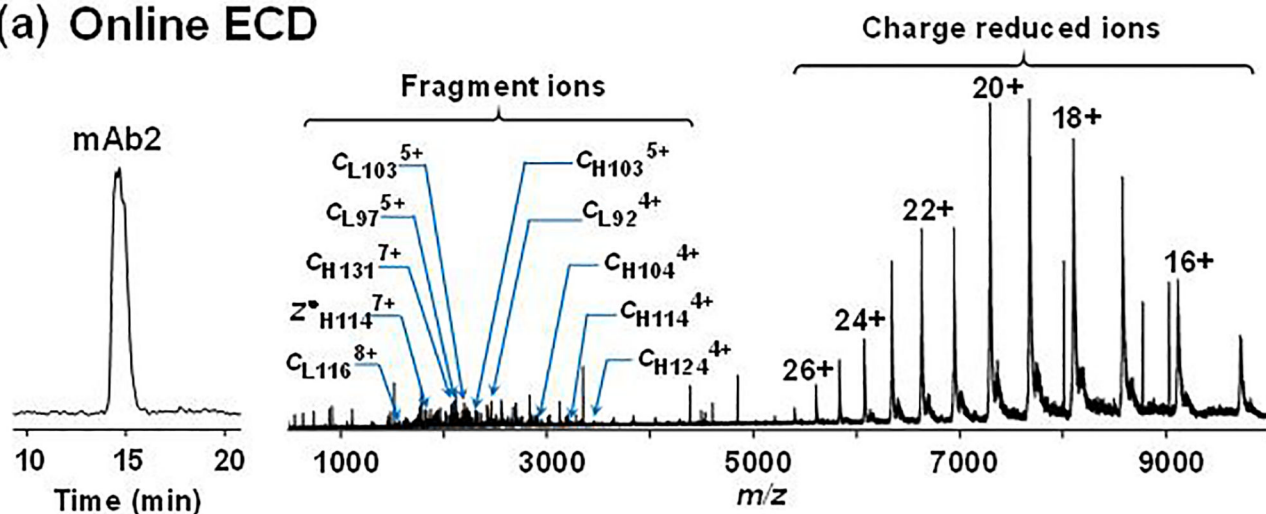 (a) Online ECD
mAb2
10 15 20
Time (min)
Fragment ions
Charge reduced ions
cL103 5+
cL97 5+
cH131 7+
z•H114 7+
cL116 8+
cH103 5+
cL92 4+
cH104 4+
cH114 4+
cH124 4+
26+
24+
22+
20+
18+
16+
1000 3000 5000 7000 9000
m/z